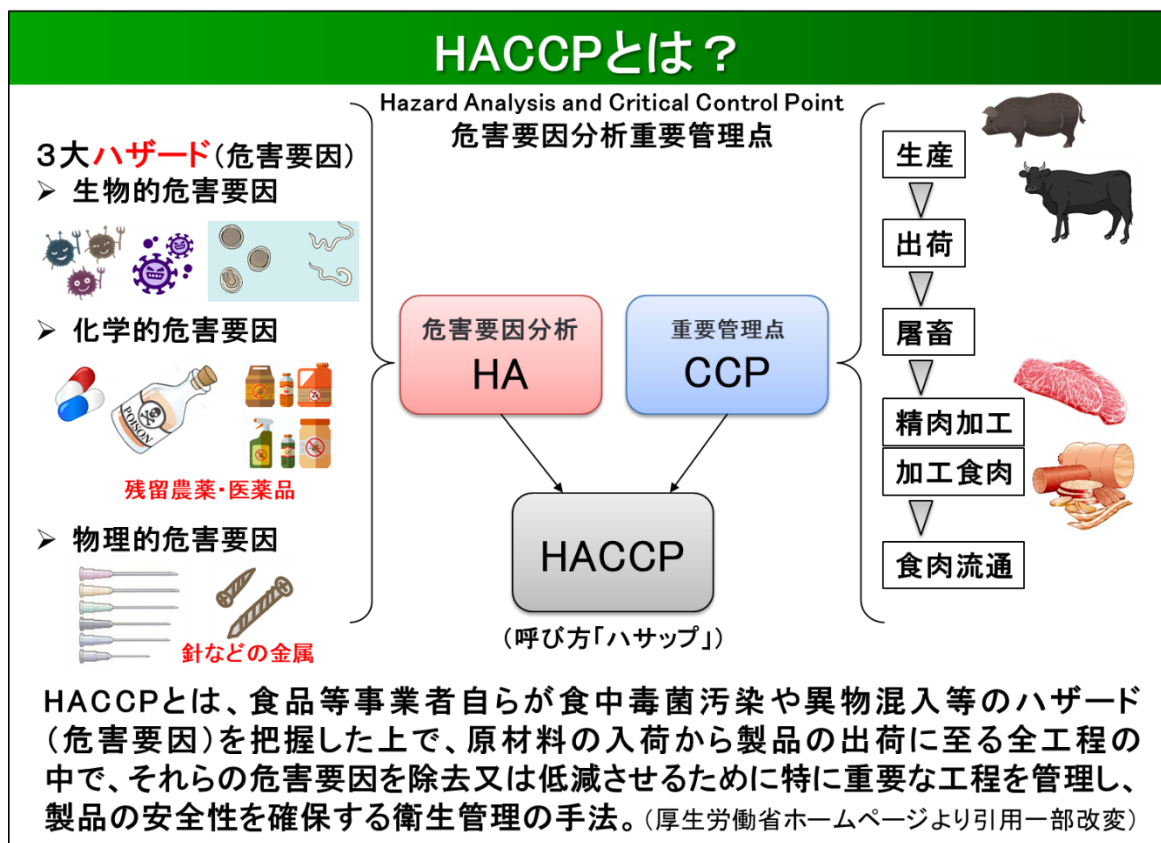 HACCPとは？
Hazard Analysis and Critical Control Point
危害要因分析重要管理点
３大ハザード（危害要因）
➢ 生物的危害要因
➢ 化学的危害要因
POISON
残留農薬・医薬品
➢ 物理的危害要因
針などの金属
危害要因分析
HA
重要管理点
CCP
HACCP
（呼び方「ハサップ」）
生産
出荷
屠畜
精肉加工
加工食肉
食肉流通
HACCPとは、食品等事業者自らが食中毒菌汚染や異物混入等のハザード
（危害要因）を把握した上で、原材料の入荷から製品の出荷に至る全工程の
中で、それらの危害要因を除去又は低減させるために特に重要な工程を管理し、
製品の安全性を確保する衛生管理の手法。（厚生労働省ホームページより引用一部改変）